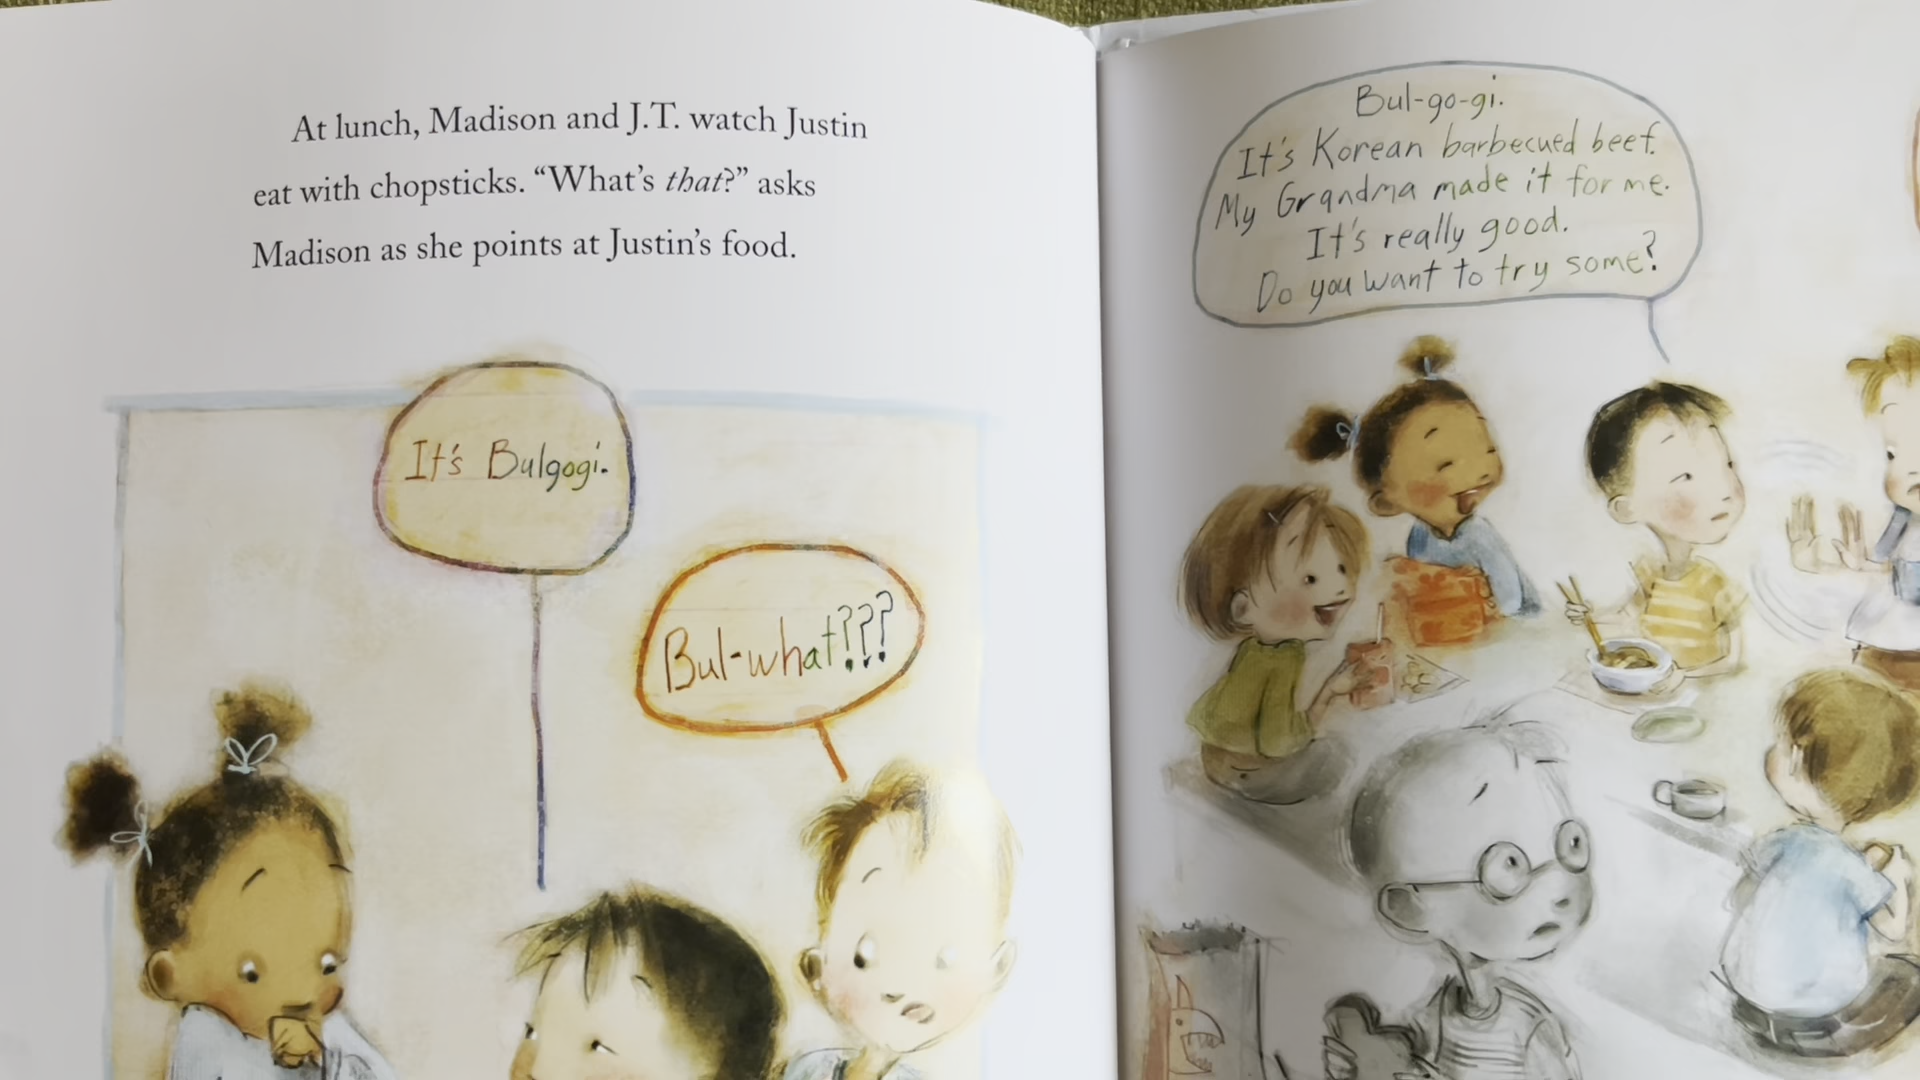 At lunch, Madison and J.T. watch Justin
eat with chopsticks. “What’s that?” asks
Madison as she points at Justin’s food.
It's Bulgogi.
Bul-what???
Bul-go-gi.
It's Korean barbecued beef.
My Grandma made it for me.
It's really good.
Do you want to try some?